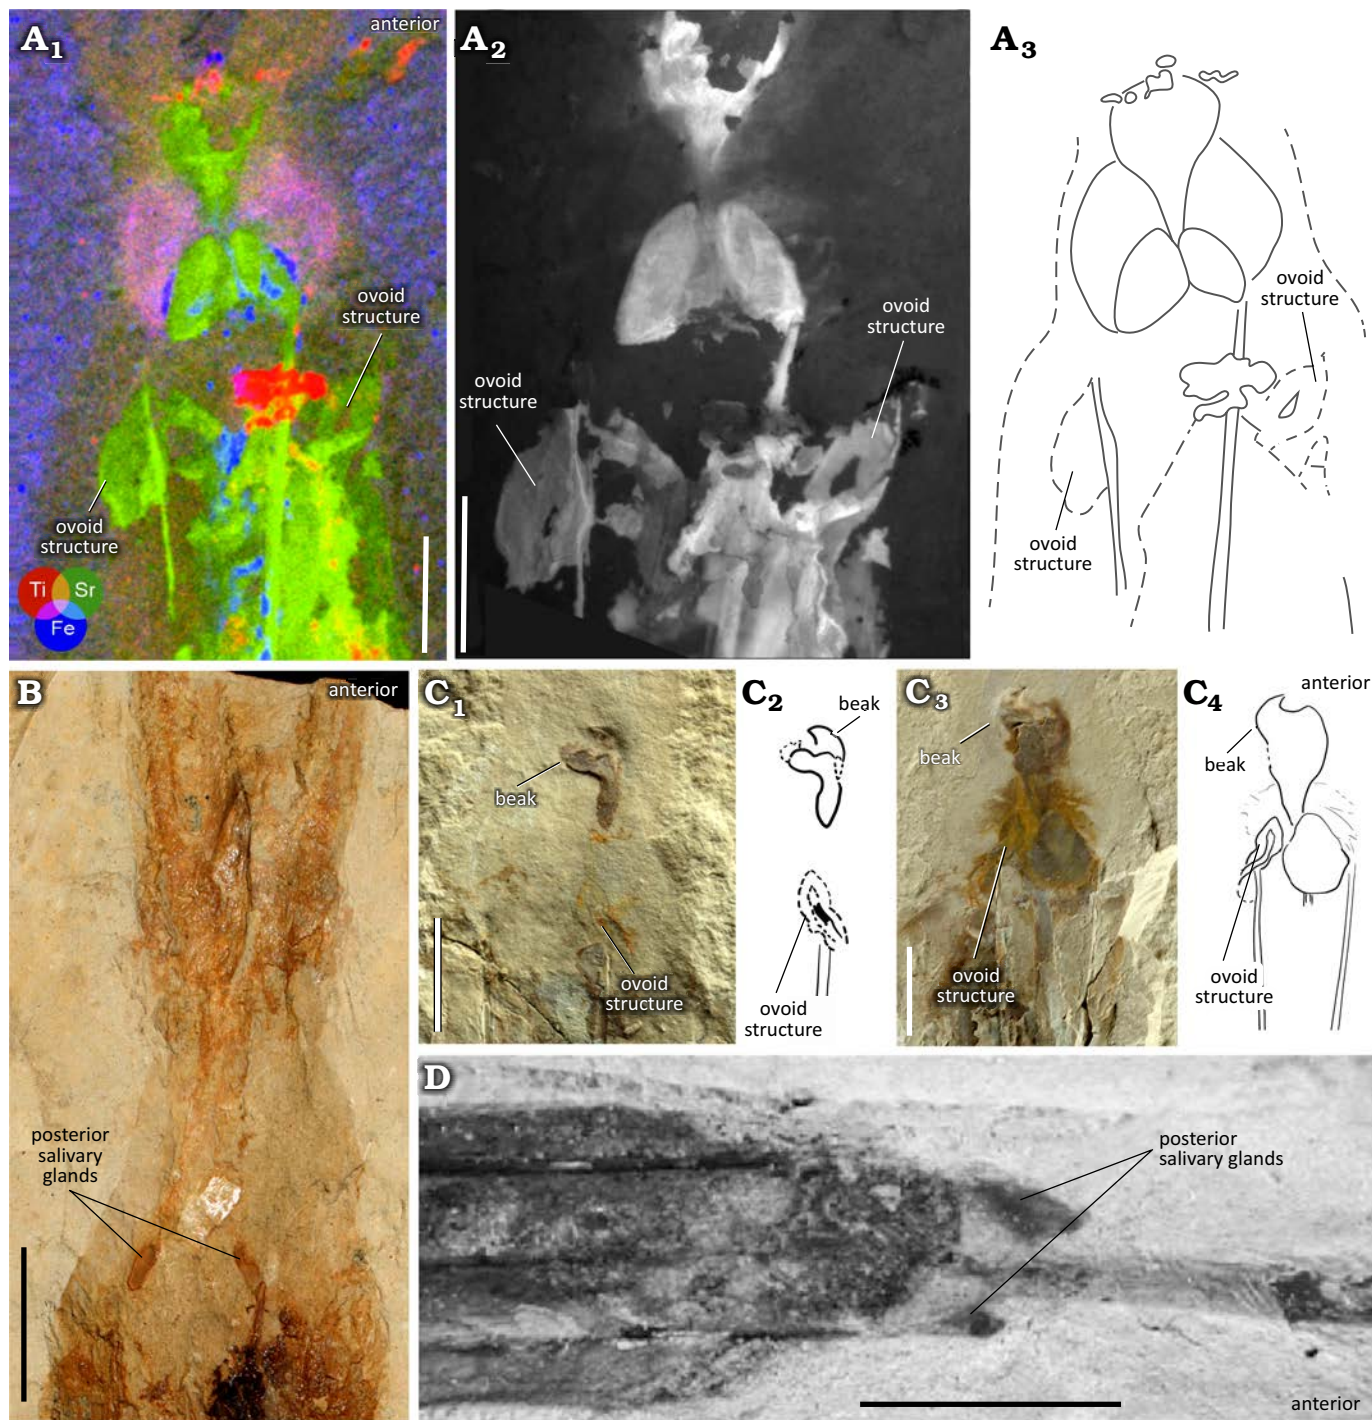 A1
anterior
ovoid
structure
ovoid
structure
Ti
Sr
Fe
A2
ovoid
structure
ovoid
structure
A3
ovoid
structure
ovoid
structure
B
anterior
posterior
salivary
glands
C1
beak
ovoid
structure
C2
beak
ovoid
structure
C3
beak
ovoid
structure
C4
anterior
beak
ovoid
structure
D
posterior
salivary glands
anterior